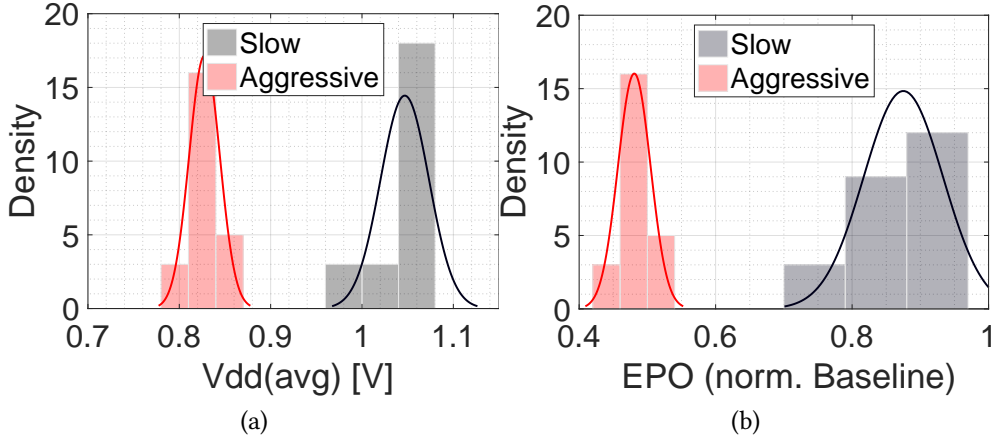 20
15
10
5
0
Density
Slow
Aggressive
0.7
0.8
0.9
1
1.1
Vdd(avg) [V]
(a)
20
15
10
5
0
Density
Slow
Aggressive
0.4
0.6
0.8
1
EPO (norm. Baseline)
(b)